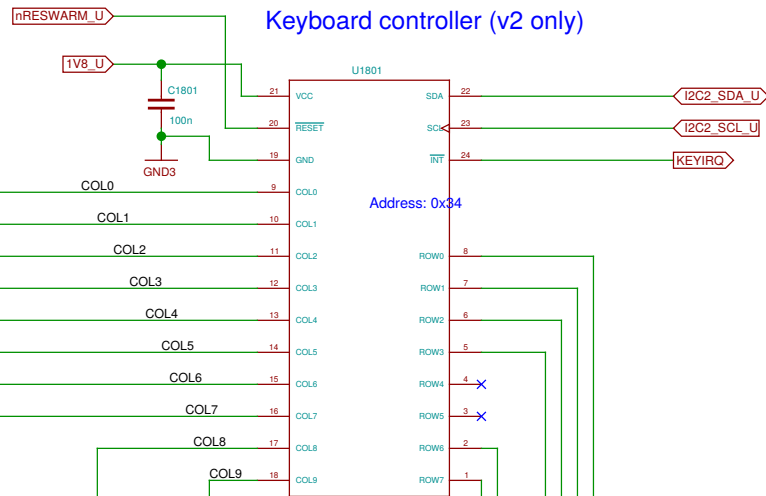 nRESWARM_U
Keyboard controller (v2 only)
1V8_U
U1801
C1801
100n
GND3
21 VCC
SDA 22
I2C2_SDA_U
20 RESET
SCL 23
I2C2_SCL_U
19 GND
INT 24
KEYIRQ
COL0
9 COL0
Address: 0x34
COL1
10 COL1
COL2
11 COL2
ROW0 8
COL3
12 COL3
ROW1 7
COL4
13 COL4
ROW2 6
COL5
14 COL5
ROW3 5
COL6
15 COL6
ROW4 4
COL7
16 COL7
ROW5 3
COL8
17 COL8
ROW6 2
COL9
18 COL9
ROW7 1